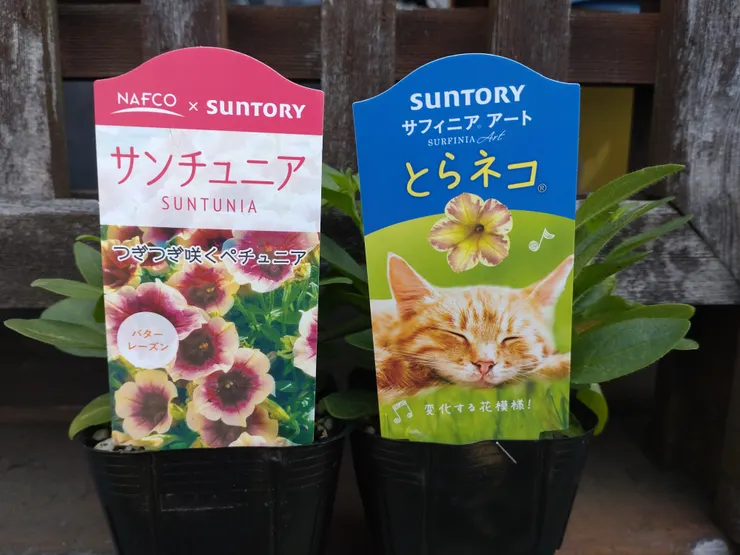 NAFCO × SUNTORY
サンチュニア
SUNTUNIA
つぎつぎ咲くペチュニア
バター
レーズン
SUNTORY
サフィニア® アート
SURFINIA Art
とらネコ®
変化する花模様!